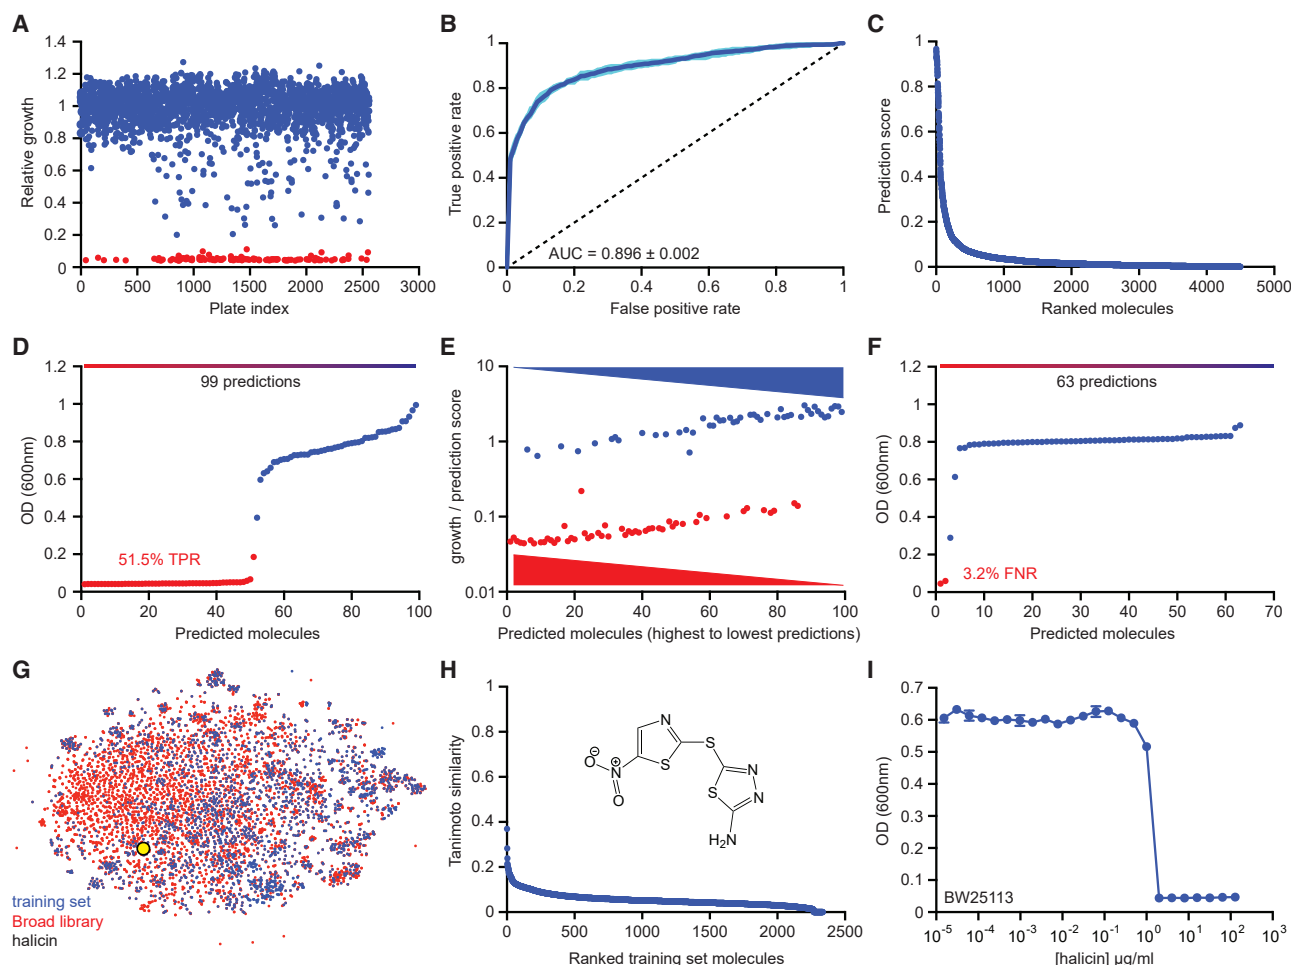 A
1.4
1.2
1
0.8
0.6
0.4
0.2
0
Relative growth
0
500
1000
1500
2000
2500
3000
Plate index
B
1
0.8
0.6
0.4
0.2
0
True positive rate
AUC = 0.896 ± 0.002
0
0.2
0.4
0.6
0.8
1
False positive rate
C
1
0.8
0.6
0.4
0.2
0
Prediction score
0
1000
2000
3000
4000
5000
Ranked molecules
D
1.2
1
0.8
0.6
0.4
0.2
0
OD (600nm)
99 predictions
51.5% TPR
0
20
40
60
80
100
Predicted molecules
E
10
1
0.1
0.01
growth / prediction score
0
20
40
60
80
100
Predicted molecules (highest to lowest predictions)
F
1.2
1
0.8
0.6
0.4
0.2
0
OD (600nm)
63 predictions
3.2% FNR
0
10
20
30
40
50
60
70
Predicted molecules
G
training set
Broad library
halicin
H
1
0.8
0.6
0.4
0.2
0
Tanimoto similarity
N
S
S
O⊖
N⊕
O
N
N
S
H₂N
0
500
1000
1500
2000
2500
Ranked training set molecules
I
0.7
0.6
0.5
0.4
0.3
0.2
0.1
0
OD (600nm)
BW25113
10⁻⁵
10⁻⁴
10⁻³
10⁻²
10⁻¹
10⁰
10¹
10²
10³
[halicin] µg/ml